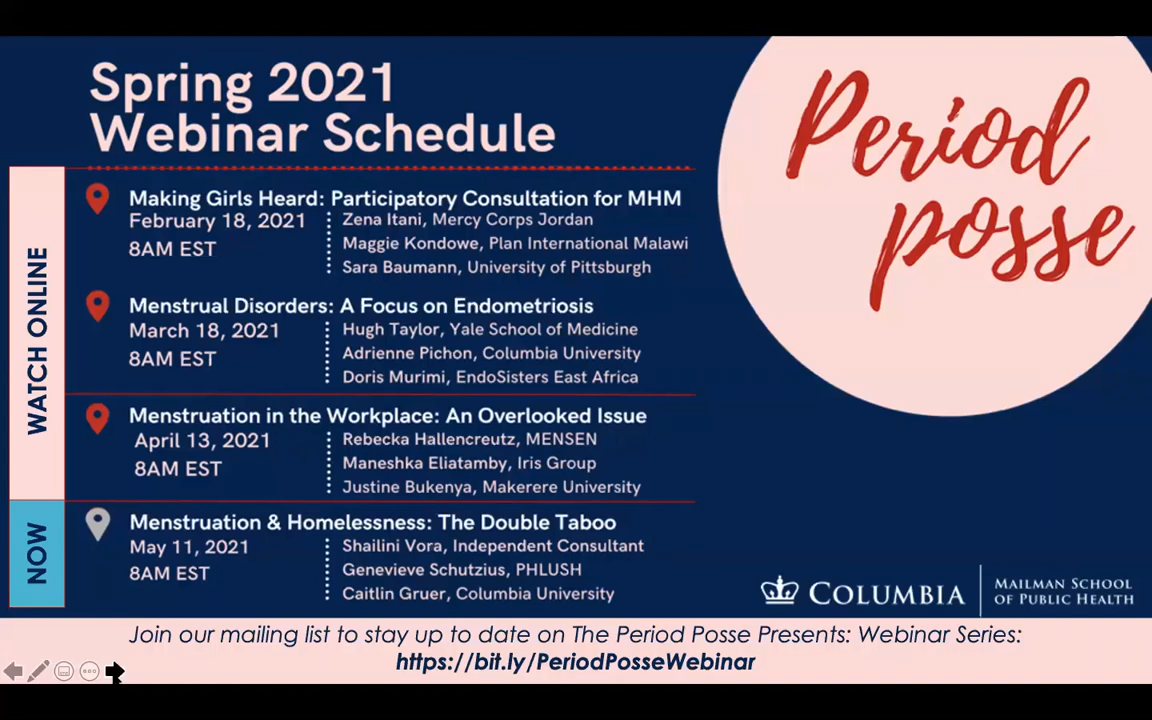 Spring 2021
Webinar Schedule
Period
posse
WATCH ONLINE
Making Girls Heard: Participatory Consultation for MHM
February 18, 2021
8AM EST
Zena Itani, Mercy Corps Jordan
Maggie Kondowe, Plan International Malawi
Sara Baumann, University of Pittsburgh
Menstrual Disorders: A Focus on Endometriosis
March 18, 2021
8AM EST
Hugh Taylor, Yale School of Medicine
Adrienne Pichon, Columbia University
Doris Murimi, EndoSisters East Africa
Menstruation in the Workplace: An Overlooked Issue
April 13, 2021
8AM EST
Rebecka Hallencreutz, MENSEN
Maneshka Eliatamby, Iris Group
Justine Bukenya, Makerere University
NOW
Menstruation & Homelessness: The Double Taboo
May 11, 2021
8AM EST
Shailini Vora, Independent Consultant
Genevieve Schutzius, PHLUSH
Caitlin Gruer, Columbia University
COLUMBIA
MAILMAN SCHOOL
OF PUBLIC HEALTH
Join our mailing list to stay up to date on The Period Posse Presents: Webinar Series:
https://bit.ly/PeriodPosseWebinar